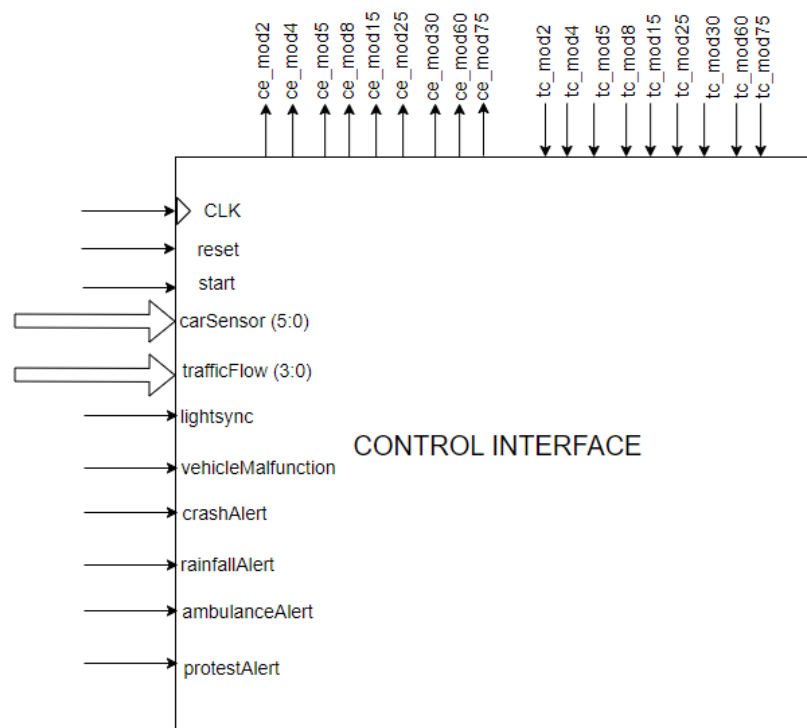 ce_mod2
ce_mod4
ce_mod5
ce_mod8
ce_mod15
ce_mod25
ce_mod30
ce_mod60
ce_mod75
tc_mod2
tc_mod4
tc_mod5
tc_mod8
tc_mod15
tc_mod25
tc_mod30
tc_mod60
tc_mod75
CLK
reset
start
carSensor (5:0)
trafficFlow (3:0)
lightsync
CONTROL INTERFACE
vehicleMalfunction
crashAlert
rainfallAlert
ambulanceAlert
protestAlert